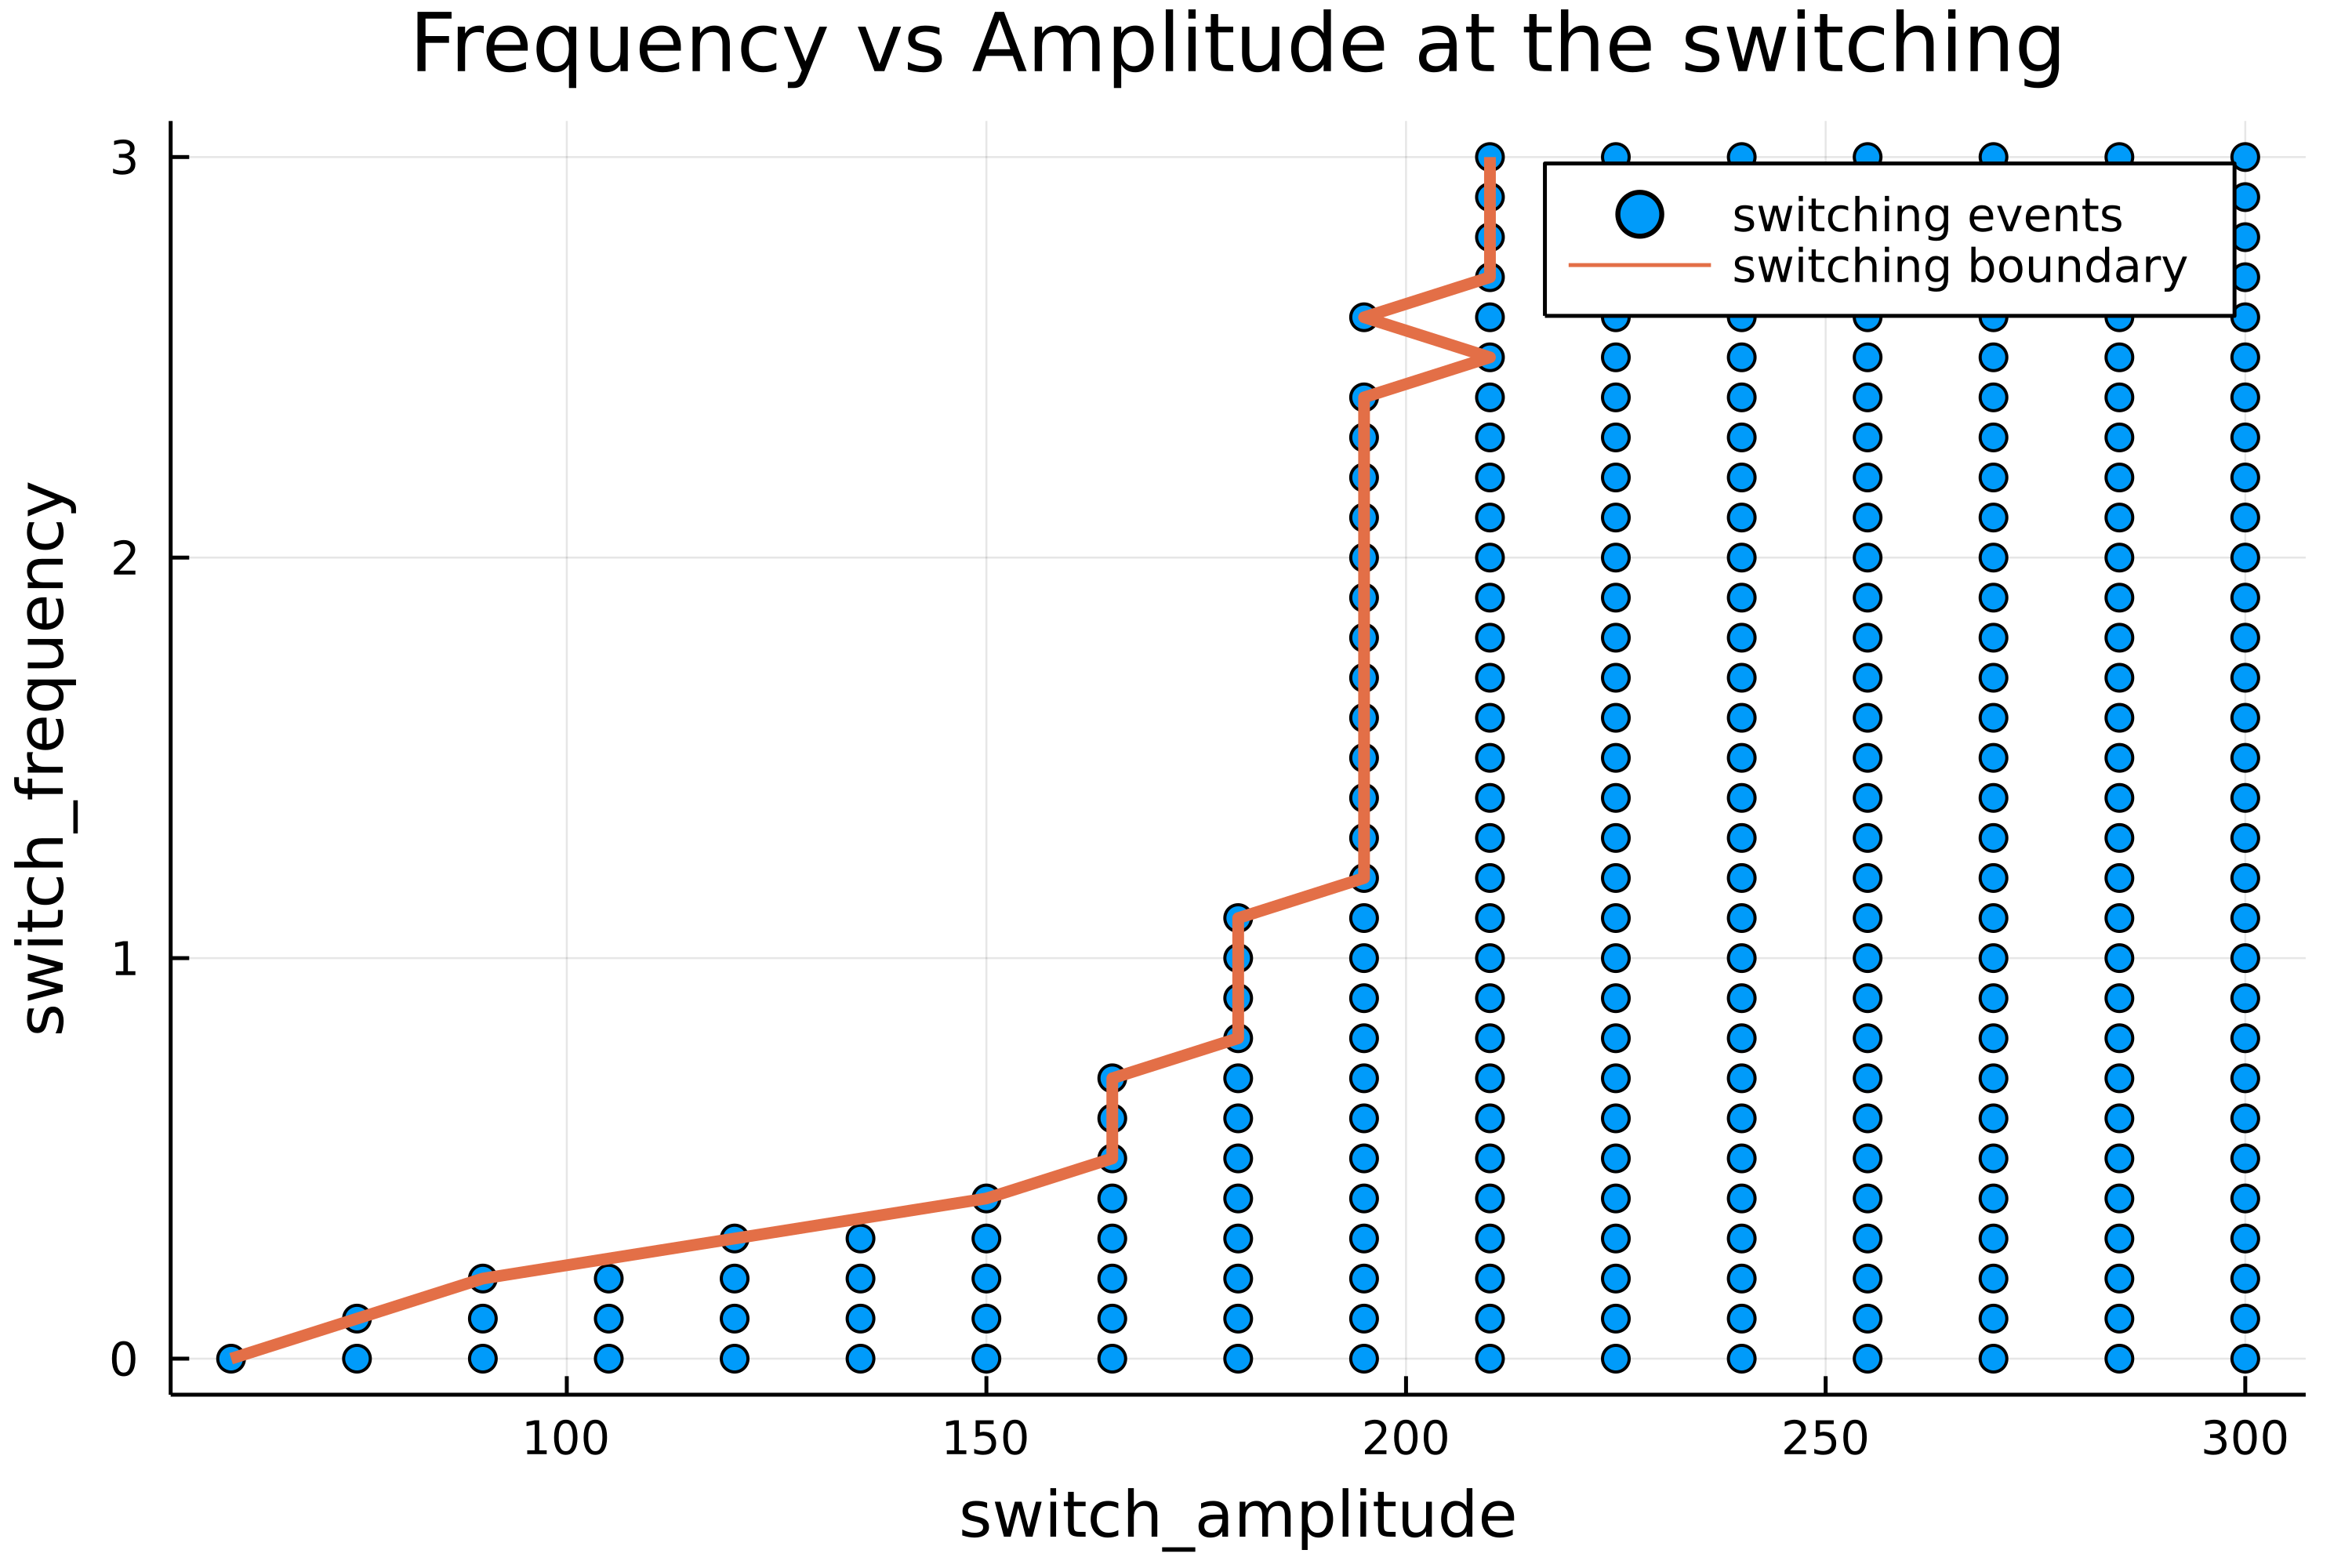 Frequency vs Amplitude at the switching
switching events
switching boundary
3
2
1
0
switch_frequency
100 150 200 250 300
switch_amplitude